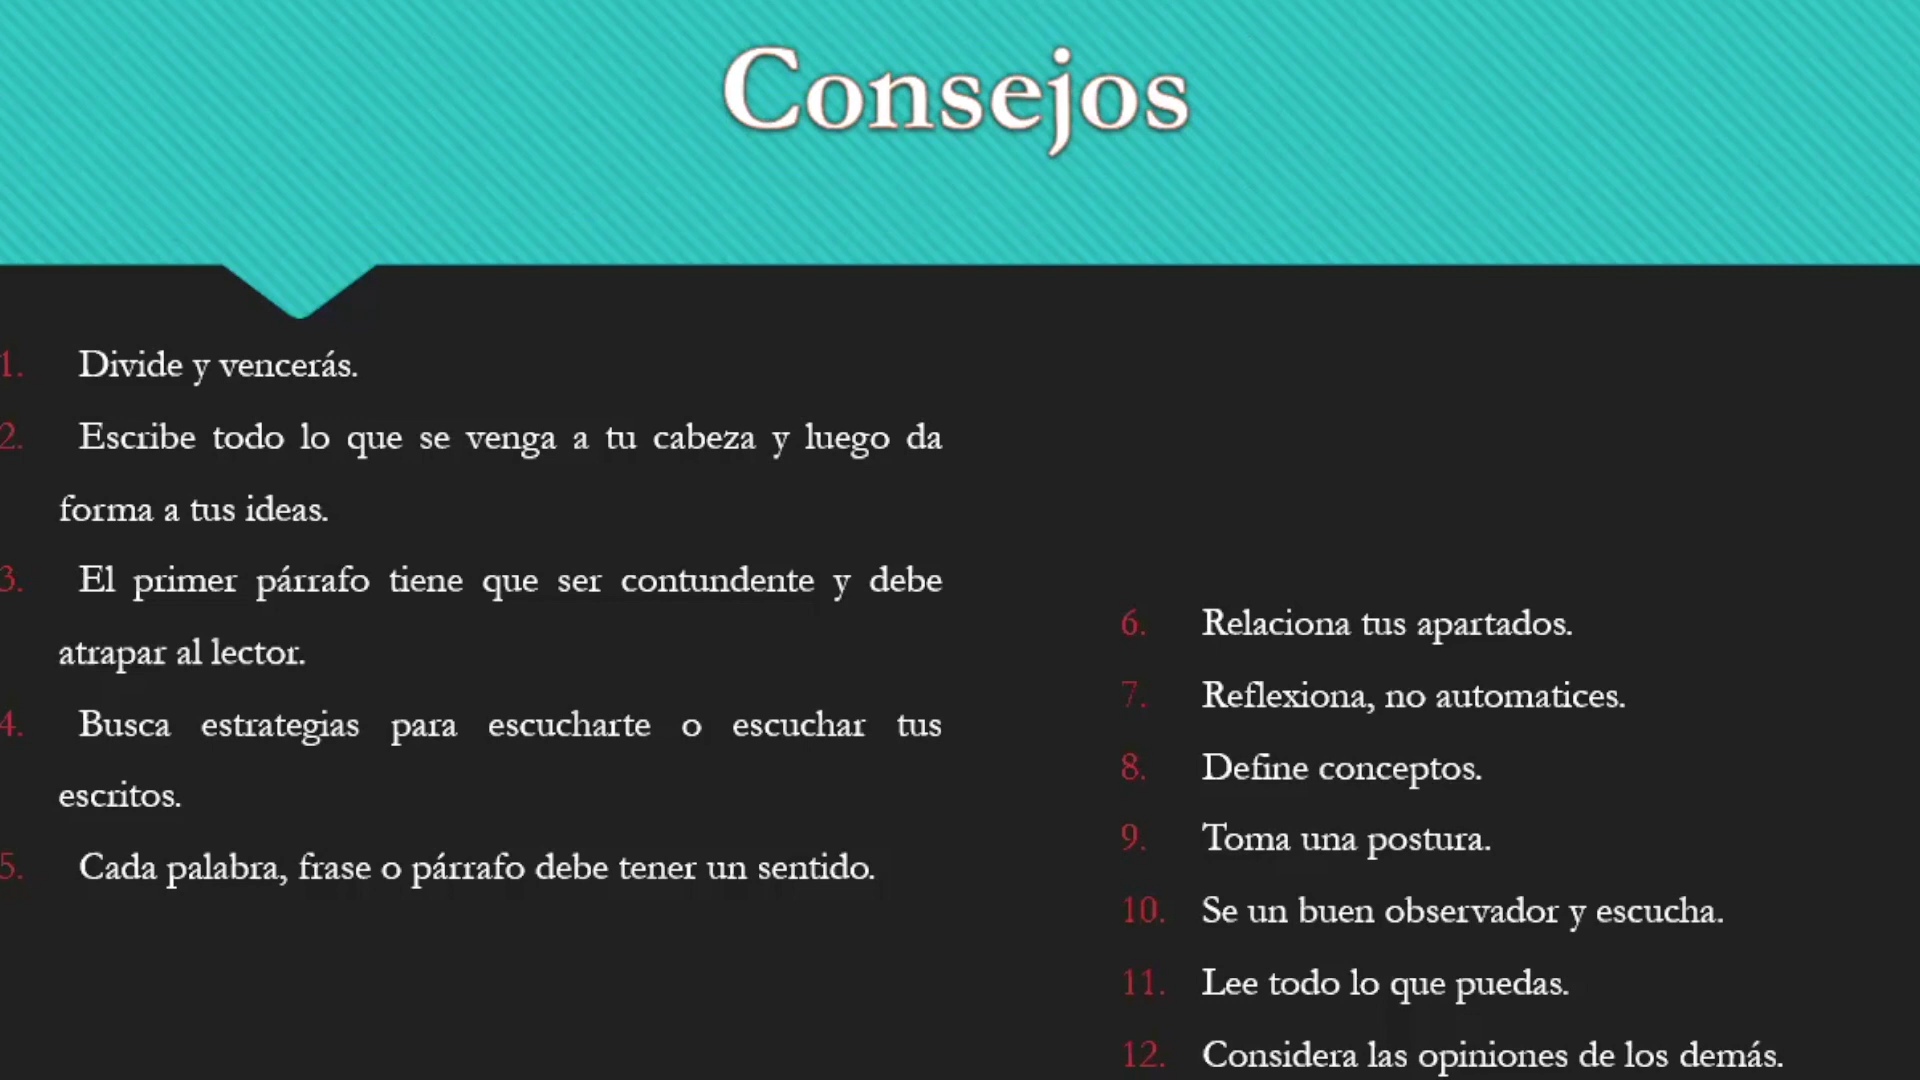 Consejos
1. Divide y vencerás.
2. Escribe todo lo que se venga a tu cabeza y luego da
forma a tus ideas.
3. El primer párrafo tiene que ser contundente y debe
atrapar al lector.
4. Busca estrategias para escucharte o escuchar tus
escritos.
5. Cada palabra, frase o párrafo debe tener un sentido.
6. Relaciona tus apartados.
7. Reflexiona, no automatices.
8. Define conceptos.
9. Toma una postura.
10. Se un buen observador y escucha.
11. Lee todo lo que puedas.
12. Considera las opiniones de los demás.